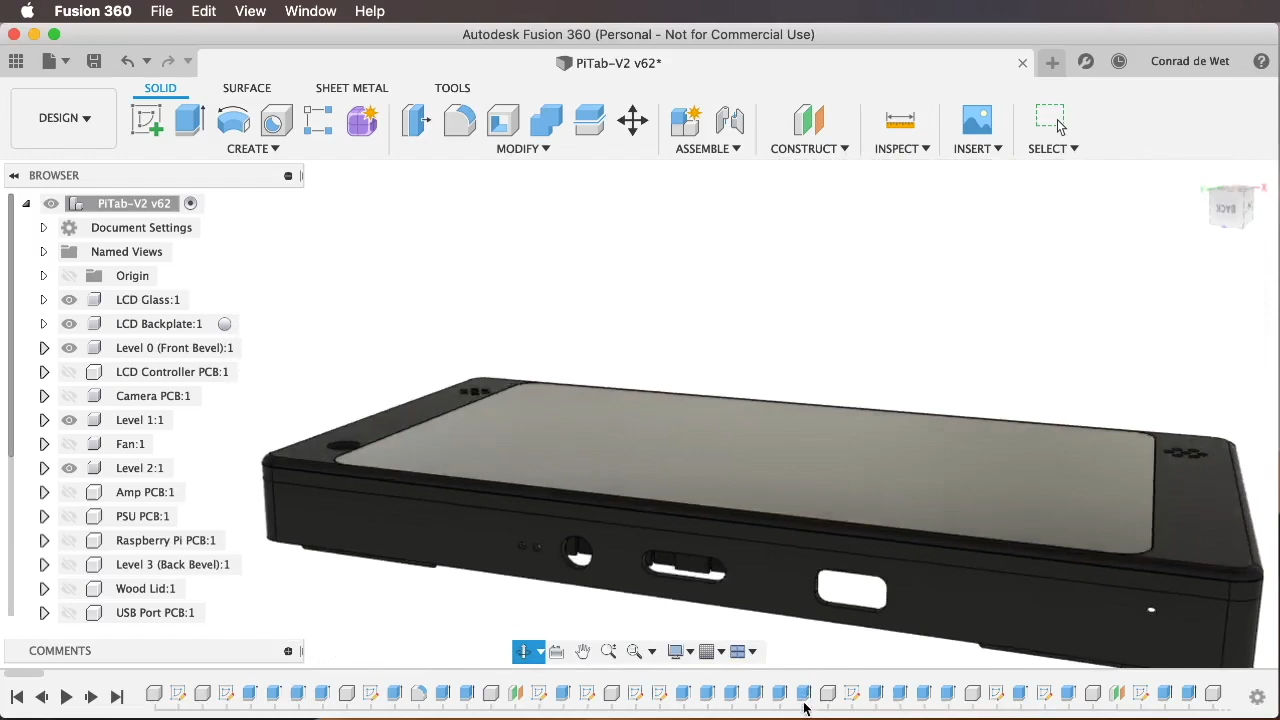 Fusion 360 File Edit View Window Help
Autodesk Fusion 360 (Personal - Not for Commercial Use)
PiTab-V2 v62*
Conrad de Wet
SOLID SURFACE SHEET METAL TOOLS
DESIGN
CREATE MODIFY ASSEMBLE CONSTRUCT INSPECT INSERT SELECT
BROWSER
PiTab-V2 v62
Document Settings
Named Views
Origin
LCD Glass:1
LCD Backplate:1
Level 0 (Front Bevel):1
LCD Controller PCB:1
Camera PCB:1
Level 1:1
Fan:1
Level 2:1
Amp PCB:1
PSU PCB:1
Raspberry Pi PCB:1
Level 3 (Back Bevel):1
Wood Lid:1
USB Port PCB:1
COMMENTS
BACK
X
Y